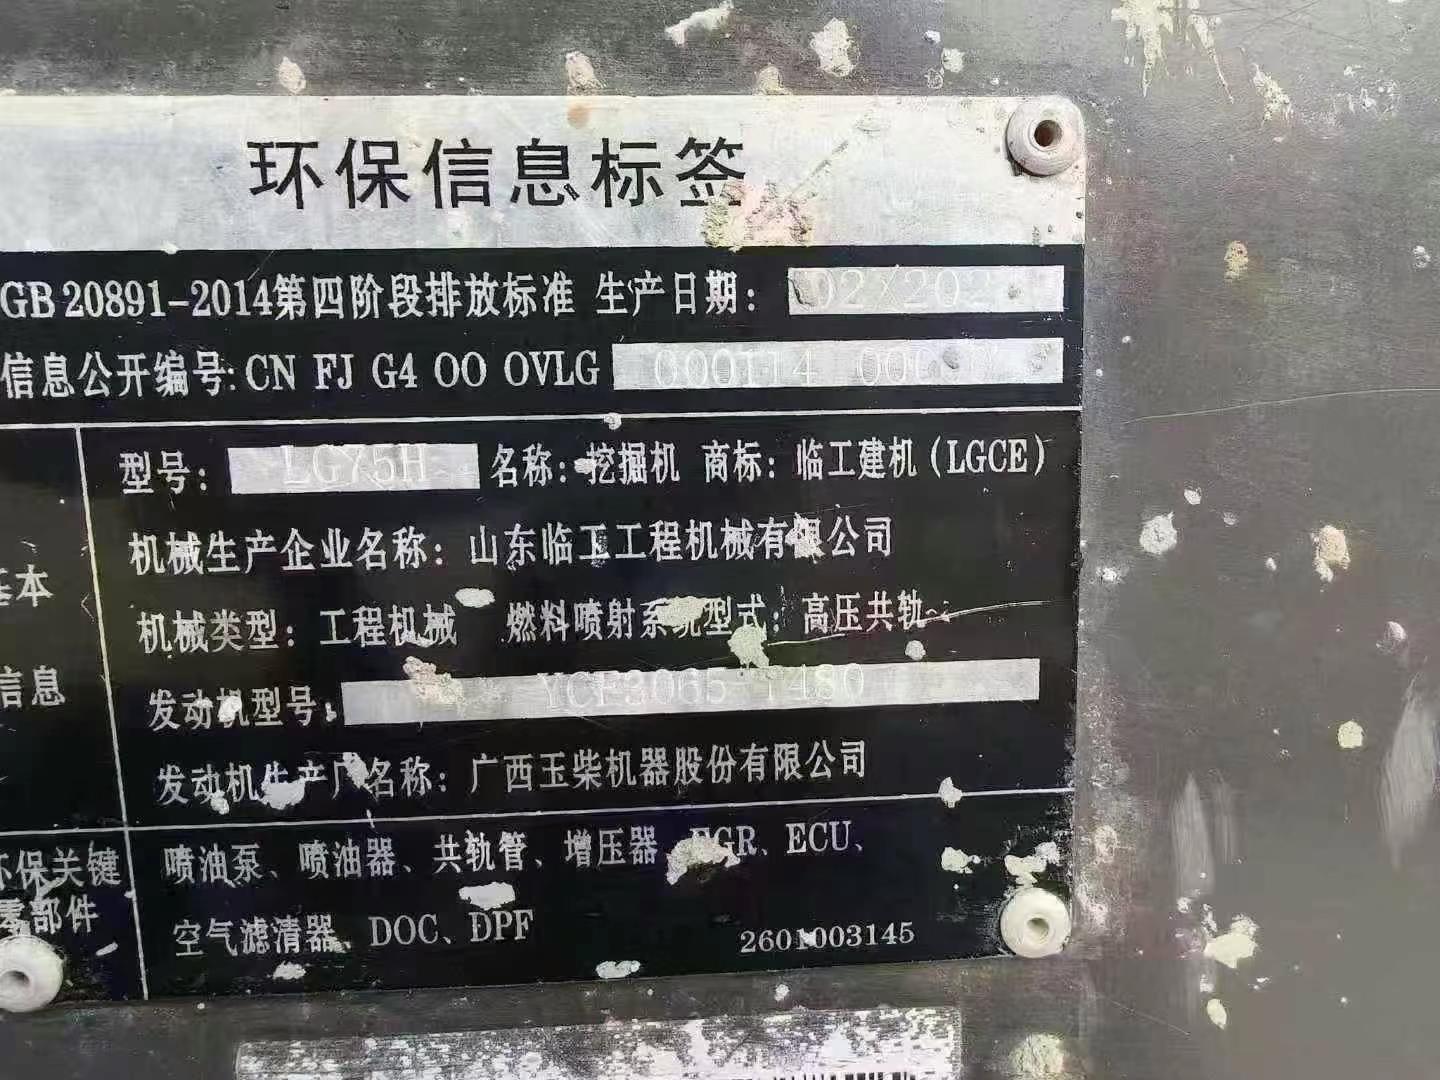 环保信息标签
GB 20891-2014第四阶段排放标准 生产日期:
信息公开编号: CN FJ G4 OO OVLG
型号: LG75H 名称: 挖掘机 商标: 临工建机(LGCE)
机械生产企业名称: 山东临工工程机械有限公司
基本
机械类型: 工程机械 燃料喷射系统型式: 高压共轨
信息
发动机型号:
发动机生产厂名称: 广西玉柴机器股份有限公司
环保关键
喷油泵、喷油器、共轨管、增压器、EGR、ECU、
零部件
空气滤清器、DOC、DPF
2601003145